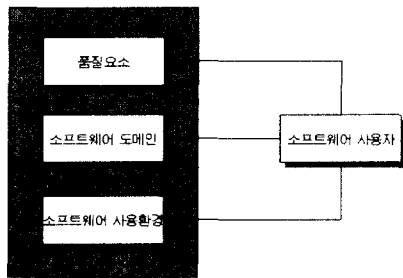 품질요소
소프트웨어 도메인
소프트웨어 사용자
소프트웨어 사용환경